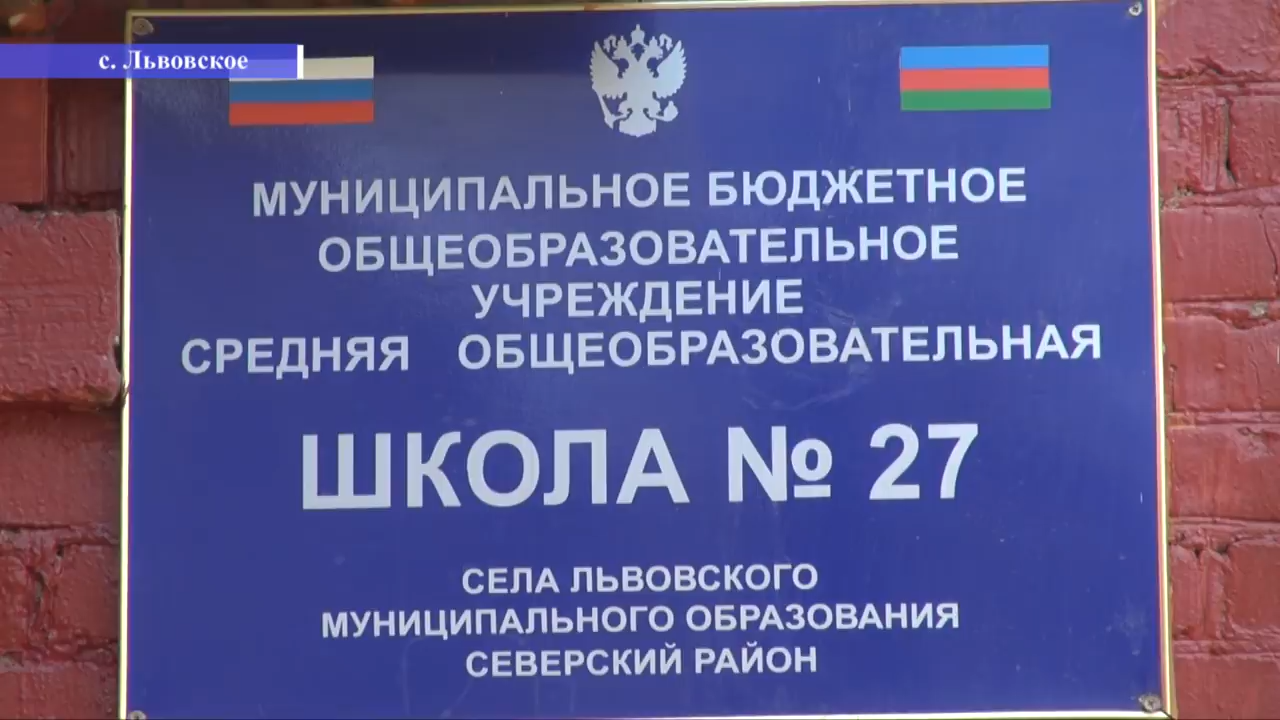 с. Львовское
МУНИЦИПАЛЬНОЕ БЮДЖЕТНОЕ
ОБЩЕОБРАЗОВАТЕЛЬНОЕ
УЧРЕЖДЕНИЕ
СРЕДНЯЯ ОБЩЕОБРАЗОВАТЕЛЬНАЯ
ШКОЛА № 27
СЕЛА ЛЬВОВСКОГО
МУНИЦИПАЛЬНОГО ОБРАЗОВАНИЯ
СЕВЕРСКИЙ РАЙОН